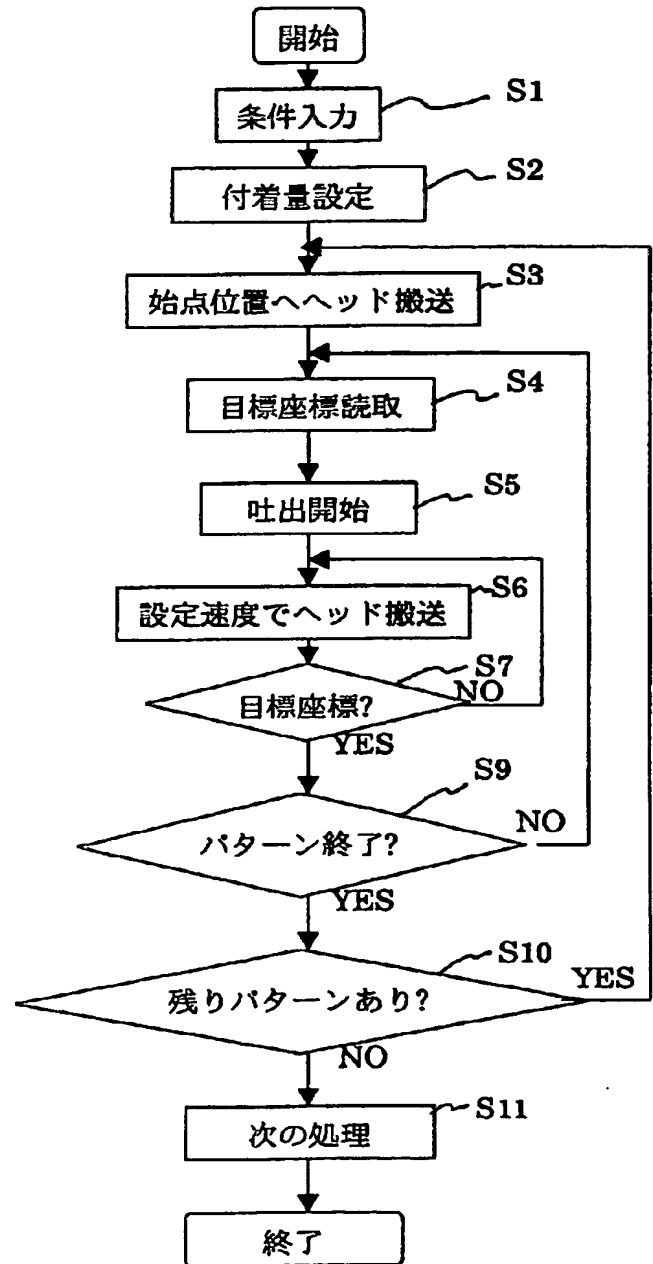 開始
条件入力
S1
付着量設定
S2
始点位置へヘッド搬送
S3
目標座標読取
S4
吐出開始
S5
設定速度でヘッド搬送
S6
目標座標?
S7
NO
YES
パターン終了?
S9
NO
YES
残りパターンあり?
S10
YES
NO
次の処理
S11
終了